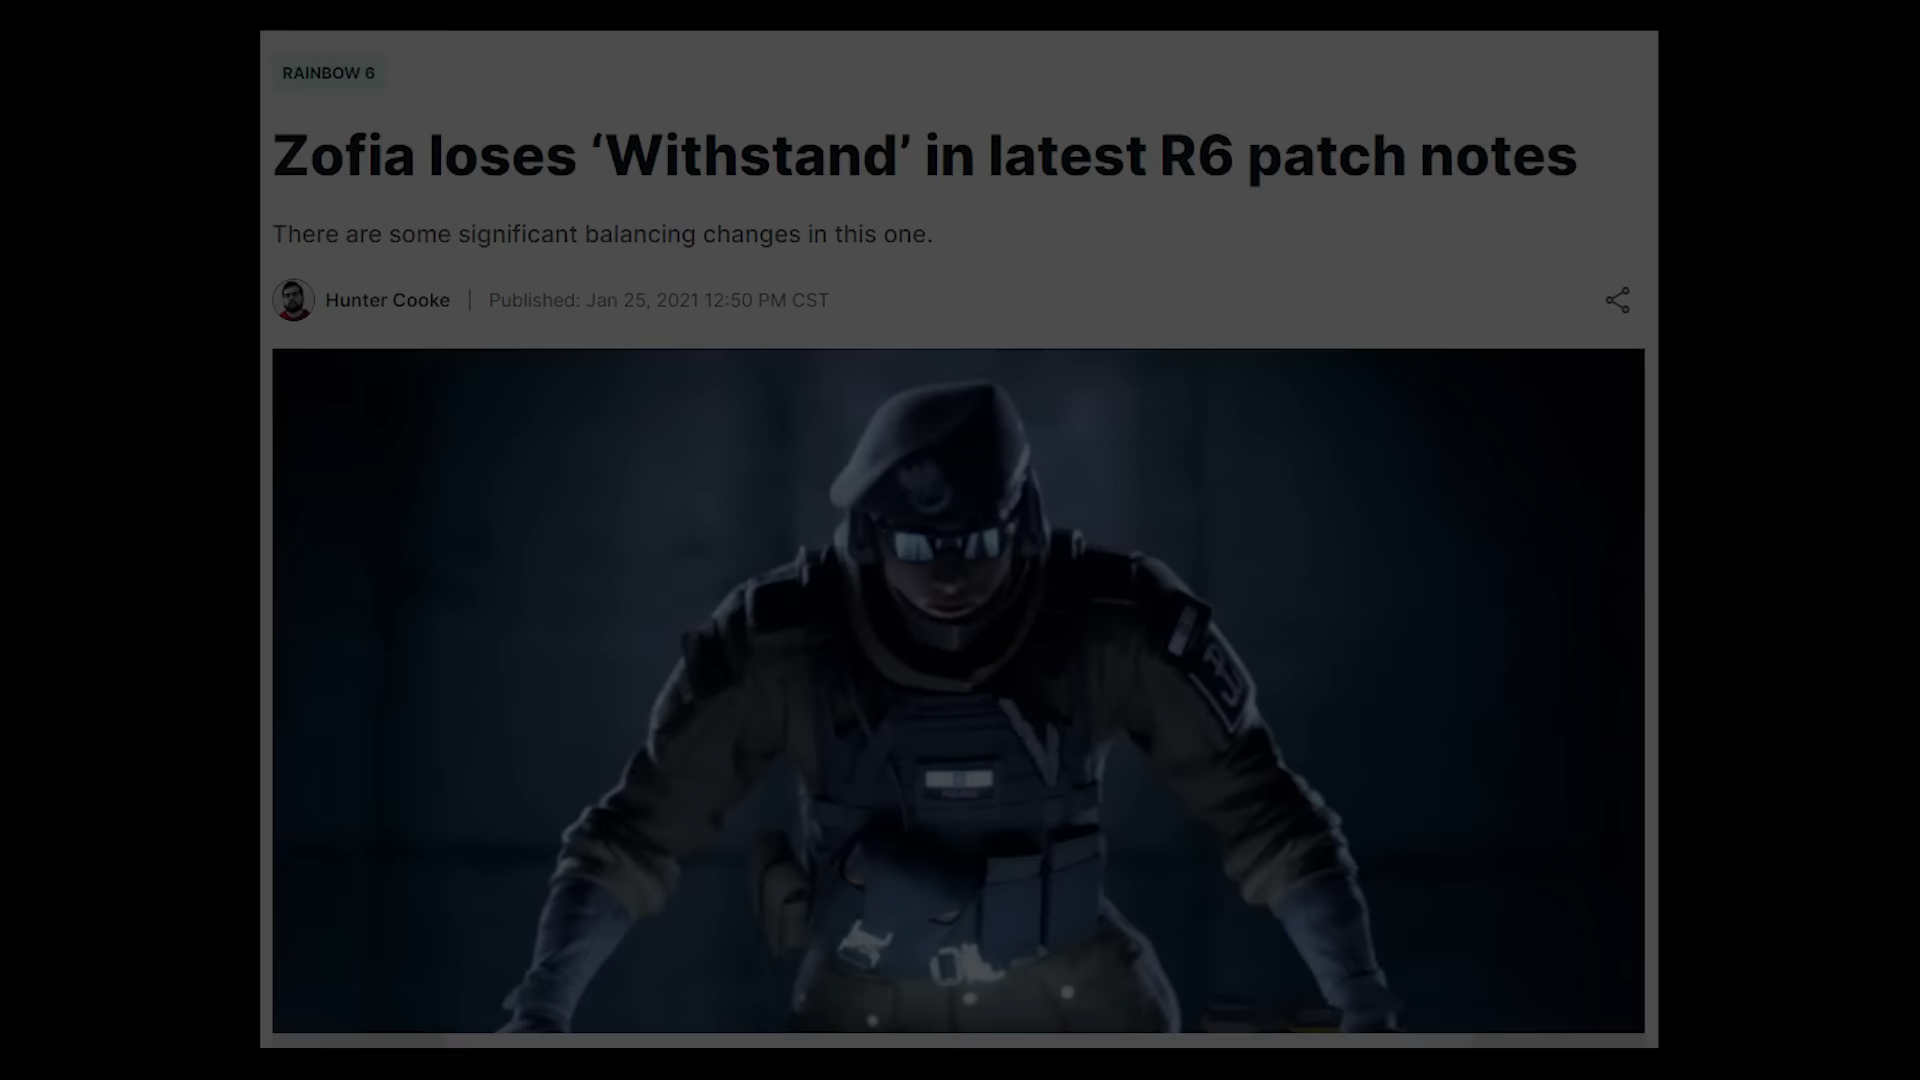 RAINBOW 6
Zofia loses ‘Withstand’ in latest R6 patch notes
There are some significant balancing changes in this one.
Hunter Cooke | Published: Jan 25, 2021 12:50 PM CST